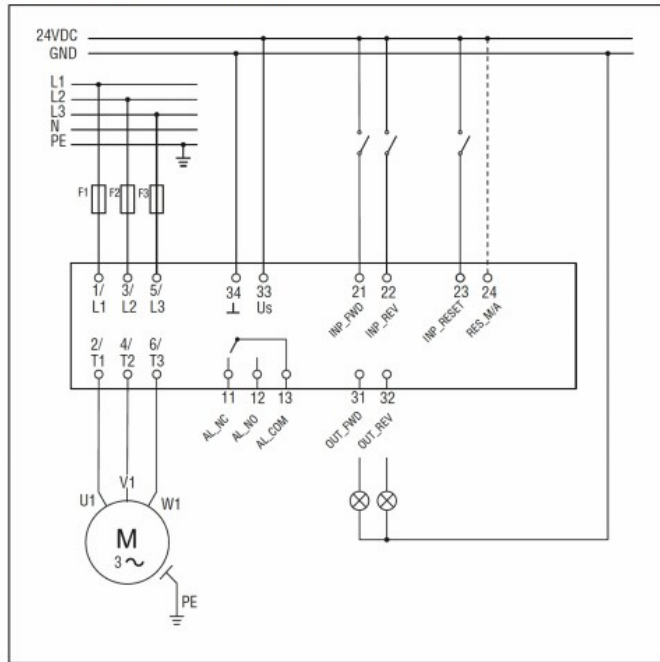 24VDC
GND
L1
L2
L3
N
PE
F1 F2 F3
1/ 3/ 5/ 34 33 21 22 23 24
L1 L2 L3 ⊥ Us INP_FWD INP_REV INP_RESET RES_M/A
2/ 4/ 6/
T1 T2 T3
11 12 13 31 32
AL_NC AL_NO AL_COM OUT_FWD OUT_REV
U1 V1 W1
M
3 ~
PE